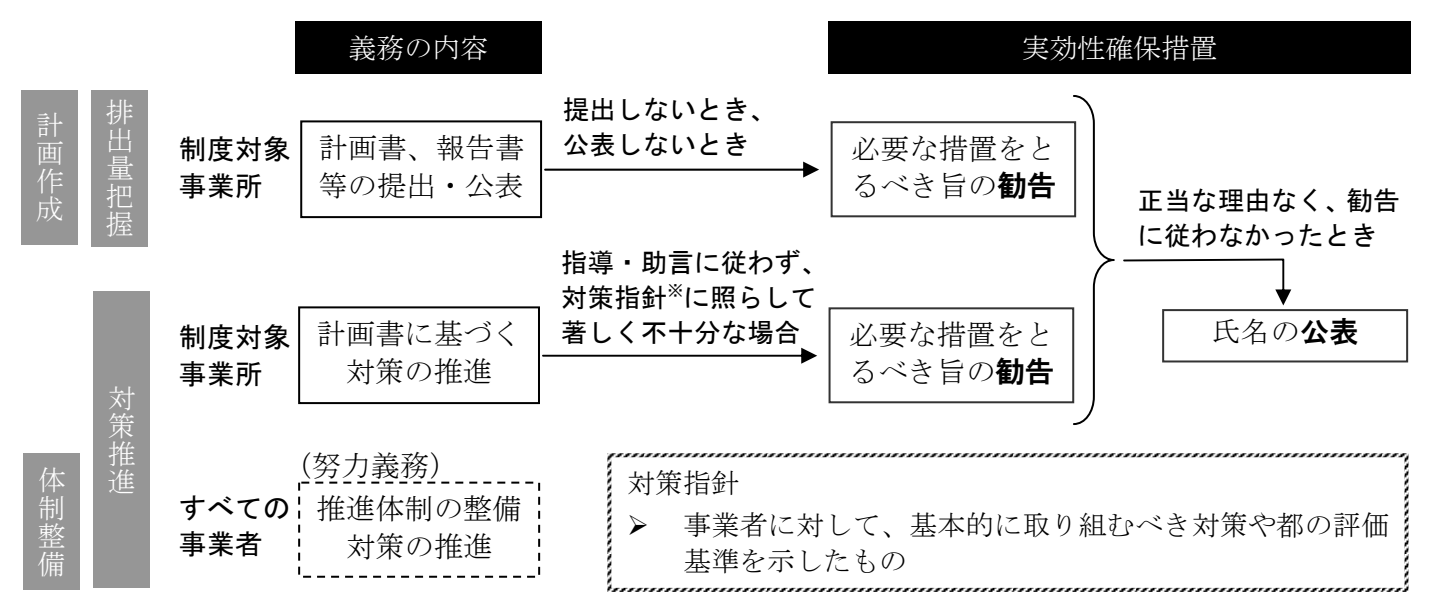 義務の内容
実効性確保措置
計画作成
排出量把握
制度対象
事業所
計画書、報告書
等の提出・公表
提出しないとき、
公表しないとき
必要な措置をと
るべき旨の勧告
正当な理由なく、勧告
に従わなかったとき
氏名の公表
対策推進
制度対象
事業所
計画書に基づく
対策の推進
指導・助言に従わず、
対策指針※に照らして
著しく不十分な場合
必要な措置をと
るべき旨の勧告
体制整備
すべての
事業者
(努力義務)
推進体制の整備
対策の推進
対策指針
➢ 事業者に対して、基本的に取り組むべき対策や都の評価
基準を示したもの